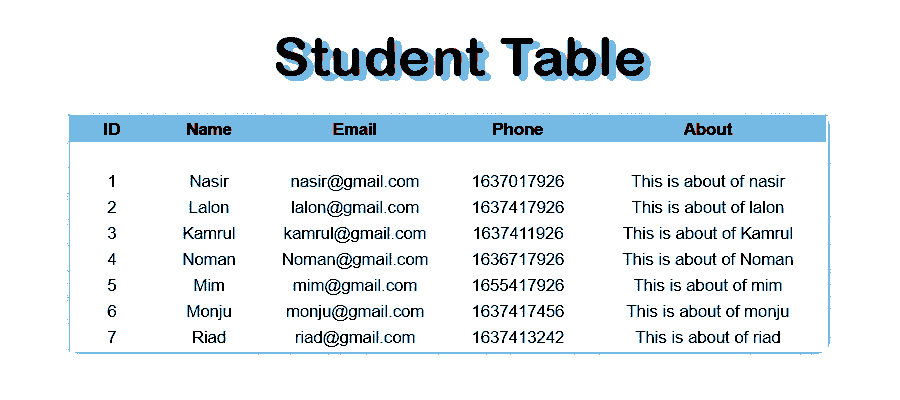 Student Table
ID Name Email Phone About
1 Nasir nasir@gmail.com 1637017926 This is about of nasir
2 Lalon lalon@gmail.com 1637417926 This is about of lalon
3 Kamrul kamrul@gmail.com 1637411926 This is about of Kamrul
4 Noman Noman@gmail.com 1636717926 This is about of Noman
5 Mim mim@gmail.com 1655417926 This is about of mim
6 Monju monju@gmail.com 1637417456 This is about of monju
7 Riad riad@gmail.com 1637413242 This is about of riad